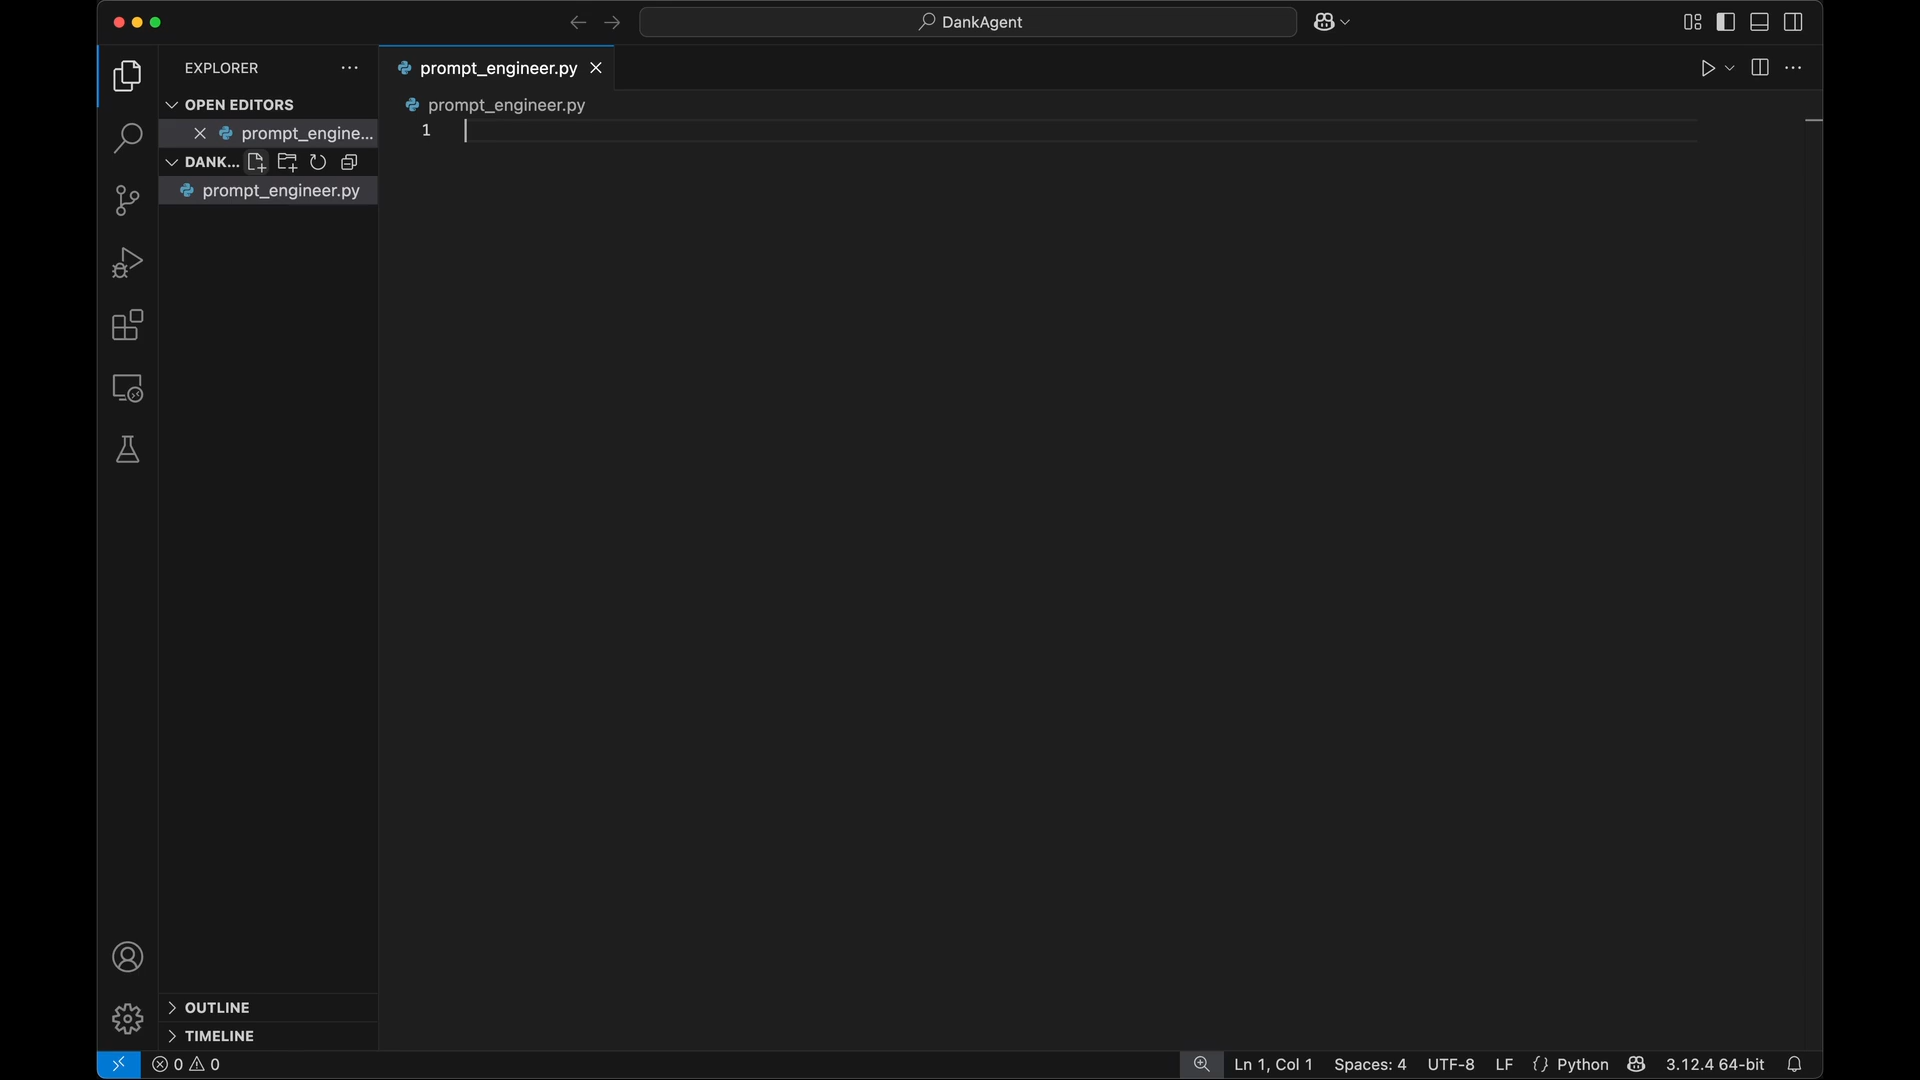 DankAgent
EXPLORER
prompt_engineer.py
OPEN EDITORS
prompt_engineer.py
prompt_engine...
1
DANK...
prompt_engineer.py
OUTLINE
TIMELINE
0 0
Ln 1, Col 1 Spaces: 4 UTF-8 LF {} Python 3.12.4 64-bit